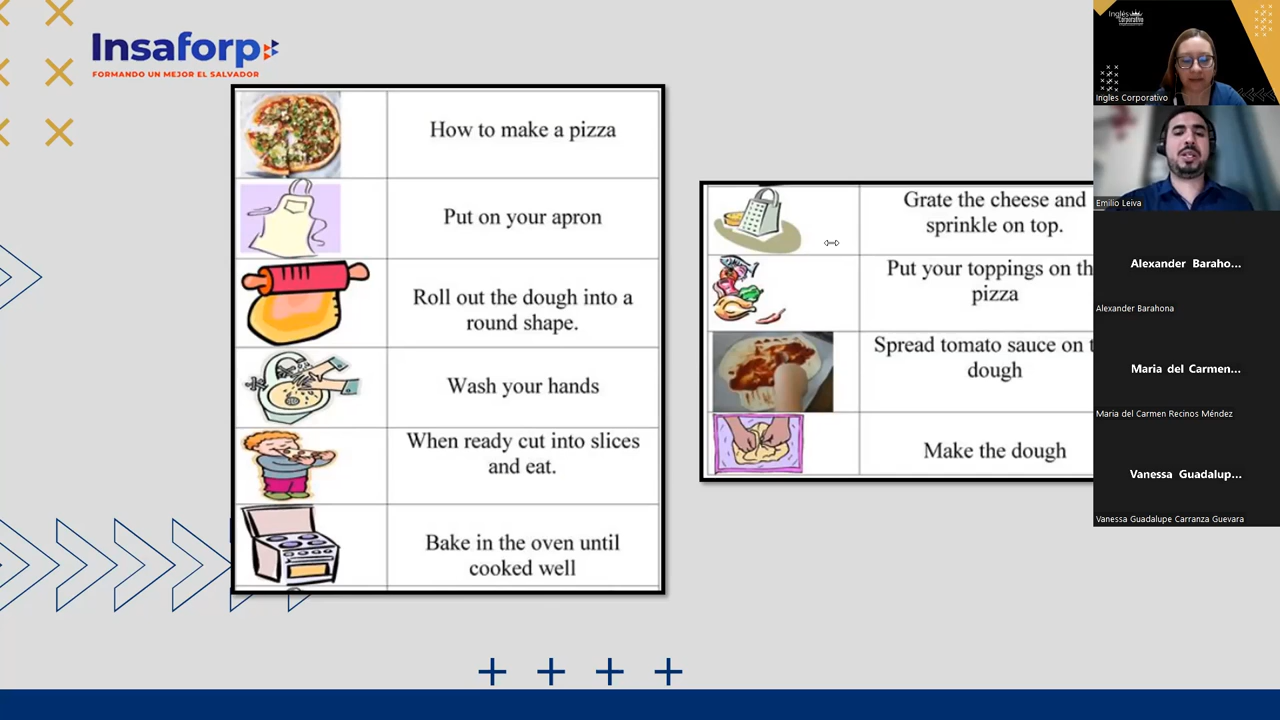 Insaforp
FORMANDO UN MEJOR EL SALVADOR
How to make a pizza
Put on your apron
Roll out the dough into a
round shape.
Wash your hands
When ready cut into slices
and eat.
Bake in the oven until
cooked well
Grate the cheese and
sprinkle on top.
Put your toppings on th
pizza
Spread tomato sauce on t
dough
Make the dough
Inglés
Corporativo
Ingles Corporativo
Emilio Leiva
Alexander Baraho...
Alexander Barahona
Maria del Carmen...
Maria del Carmen Recinos Méndez
Vanessa Guadalup...
Vanessa Guadalupe Carranza Guevara